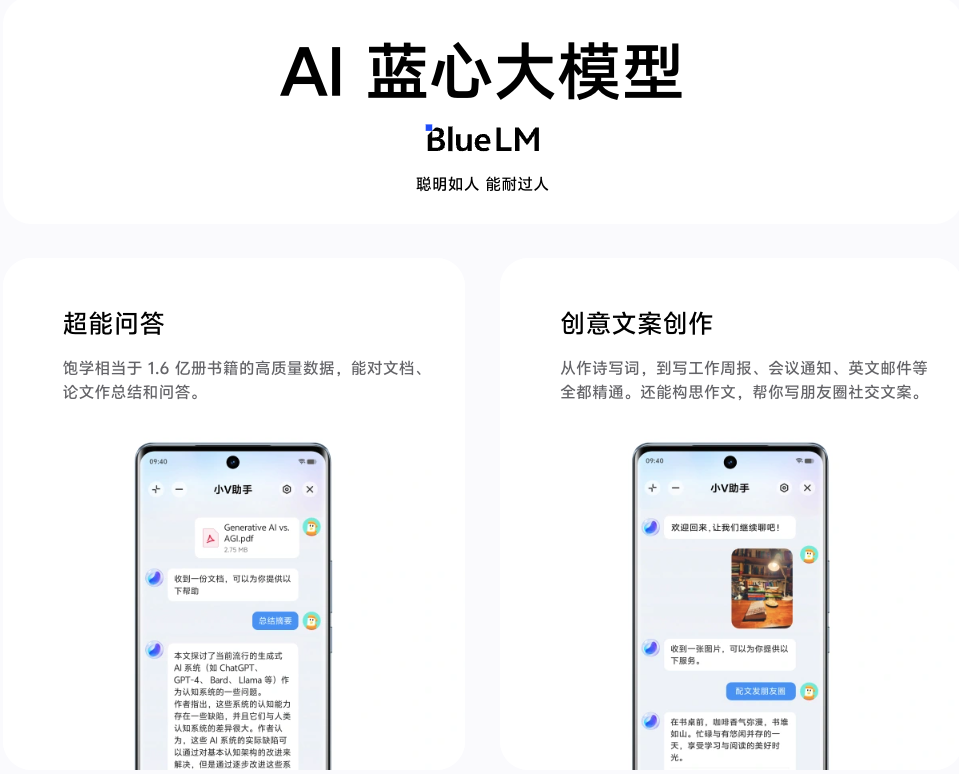 AI 蓝心大模型
BlueLM
聪明如人 能耐过人
超能问答
饱学相当于 1.6 亿册书籍的高质量数据，能对文档、
论文作总结和问答。
09:40
小V助手
Generative AI vs.
AGI.pdf
2.75 MB
收到一份文档，可以为你提供以
下帮助
总结摘要
本文探讨了当前流行的生成式
AI 系统（如 ChatGPT、
GPT-4、 Bard、 Llama 等）作
为认知系统的一些问题。
作者指出，这些系统的认知能力
存在一些缺陷，并且它们与人类
认知系统的差异很大。作者认
为，这些 AI 系统的实际缺陷可
以通过对基本认知架构的改进来
解决，但是通过逐步改进这些系
创意文案创作
从作诗写词，到写工作周报、会议通知、英文邮件等
全都精通。还能构思作文，帮你写朋友圈社交文案。
09:40
小V助手
欢迎回来，让我们继续聊吧！
收到一张图片，可以为你提供以
下服务。
配文发朋友圈
在书桌前，咖啡香气弥漫，书堆
如山。忙碌与有悠闲并存的一
天，享受学习与阅读的美好时
光。